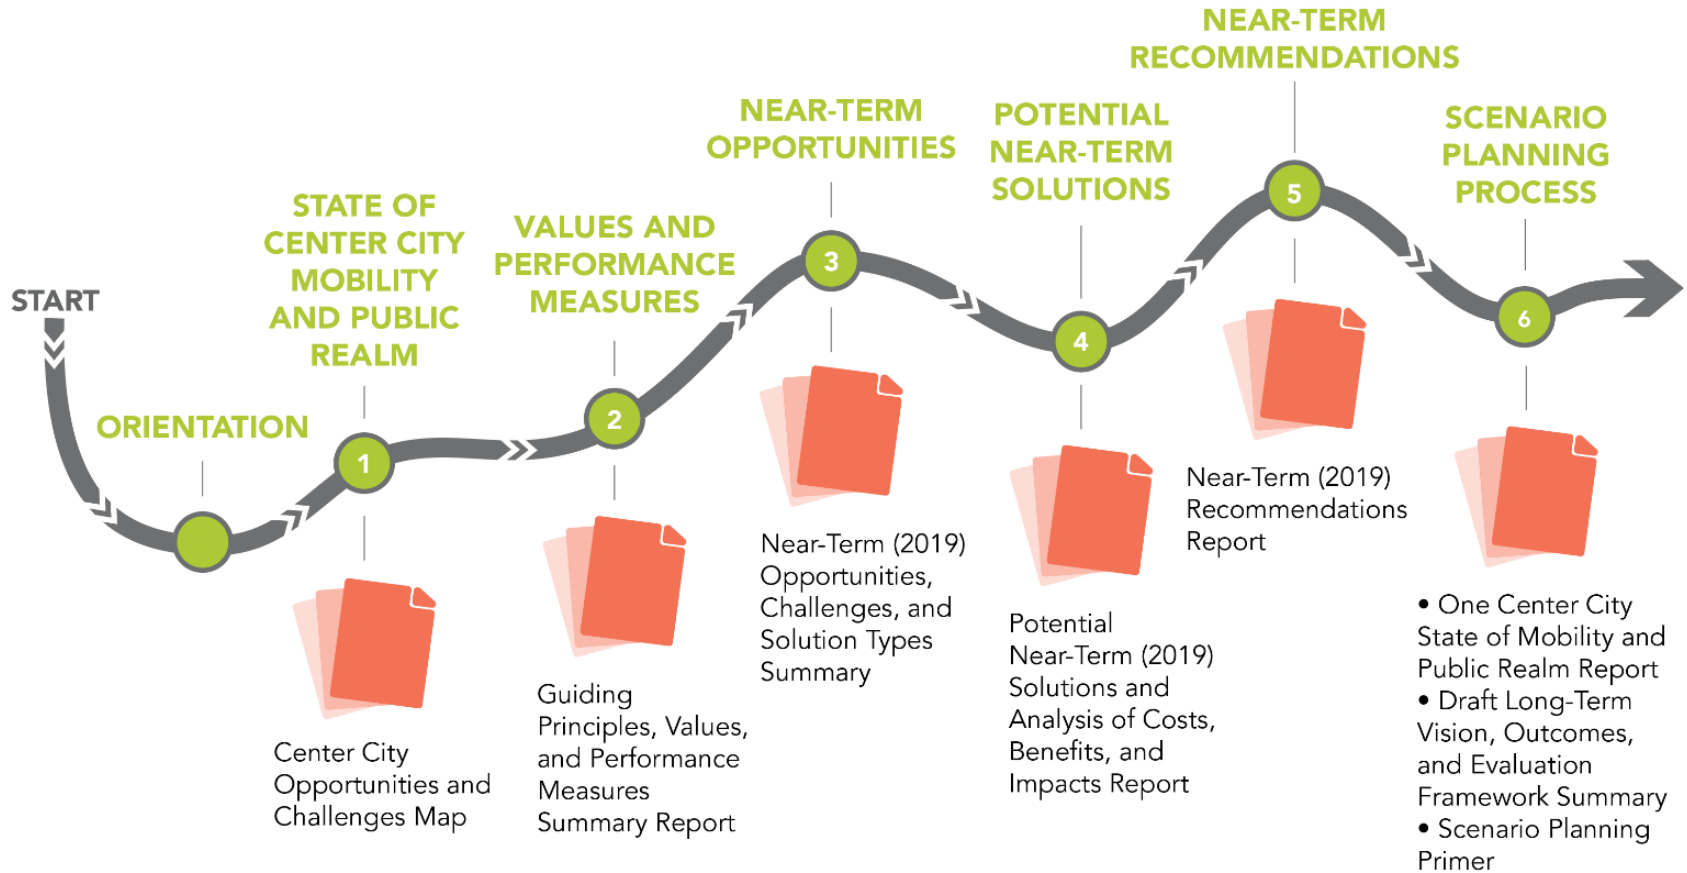 START
ORIENTATION
STATE OF
CENTER CITY
MOBILITY
AND PUBLIC
REALM
1
Center City
Opportunities and
Challenges Map
VALUES AND
PERFORMANCE
MEASURES
2
Guiding
Principles, Values,
and Performance
Measures
Summary Report
NEAR-TERM
OPPORTUNITIES
3
Near-Term (2019)
Opportunities,
Challenges, and
Solution Types
Summary
POTENTIAL
NEAR-TERM
SOLUTIONS
4
Potential
Near-Term (2019)
Solutions and
Analysis of Costs,
Benefits, and
Impacts Report
NEAR-TERM
RECOMMENDATIONS
5
Near-Term (2019)
Recommendations
Report
SCENARIO
PLANNING
PROCESS
6
• One Center City
State of Mobility and
Public Realm Report
• Draft Long-Term
Vision, Outcomes,
and Evaluation
Framework Summary
• Scenario Planning
Primer